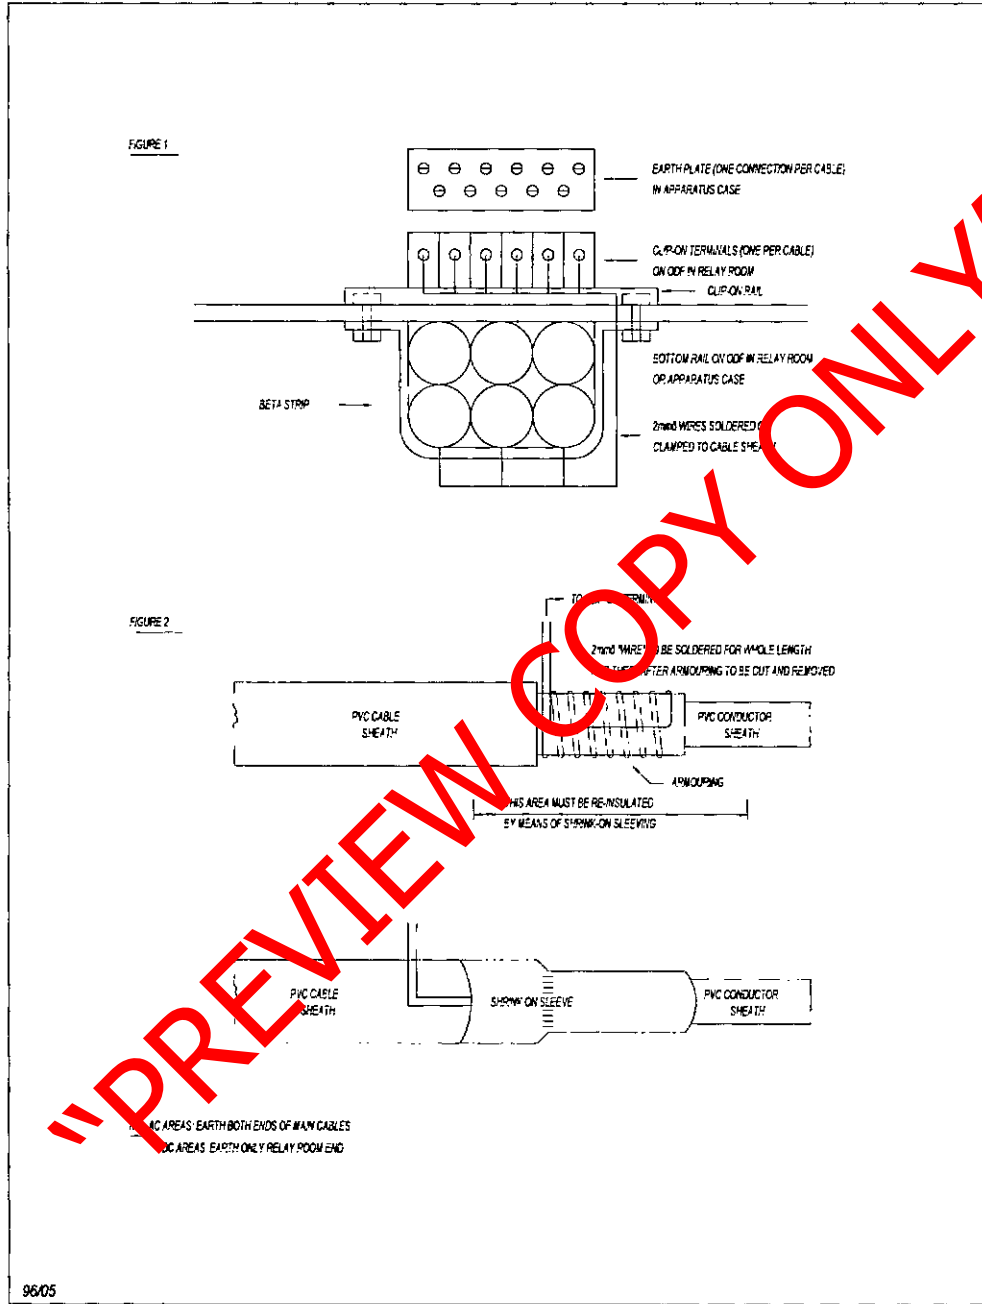 FIGURE 1
EARTH PLATE (ONE CONNECTION PER CABLE)
IN APPARATUS CASE
CLIP-ON TERMINALS (ONE PER CABLE)
ON ODF IN RELAY ROOM
CLIP-ON RAIL
BOTTOM RAIL ON ODF IN RELAY ROOM
OR APPARATUS CASE
BETA STRIP
2mmó WIRES SOLDERED
CLAMPED TO CABLE
FIGURE 2
TO
2mmó "WIRE" BE SOLDERED FOR WHOLE LENGTH
ARMOURING TO BE CUT AND REMOVED
PVC CABLE
SHEATH
PVC CONDUCTOR
SHEATH
ARMOURING
THIS AREA MUST BE RE-INSULATED
BY MEANS OF SHRINK-ON SLEEVING
PVC CABLE
SHEATH
SHRINK ON SLEEVE
PVC CONDUCTOR
SHEATH
AC AREAS: EARTH BOTH ENDS OF MAIN CABLES
DC AREAS: EARTH ONLY RELAY ROOM END
96/05
"PREVIEW COPY ONLY"